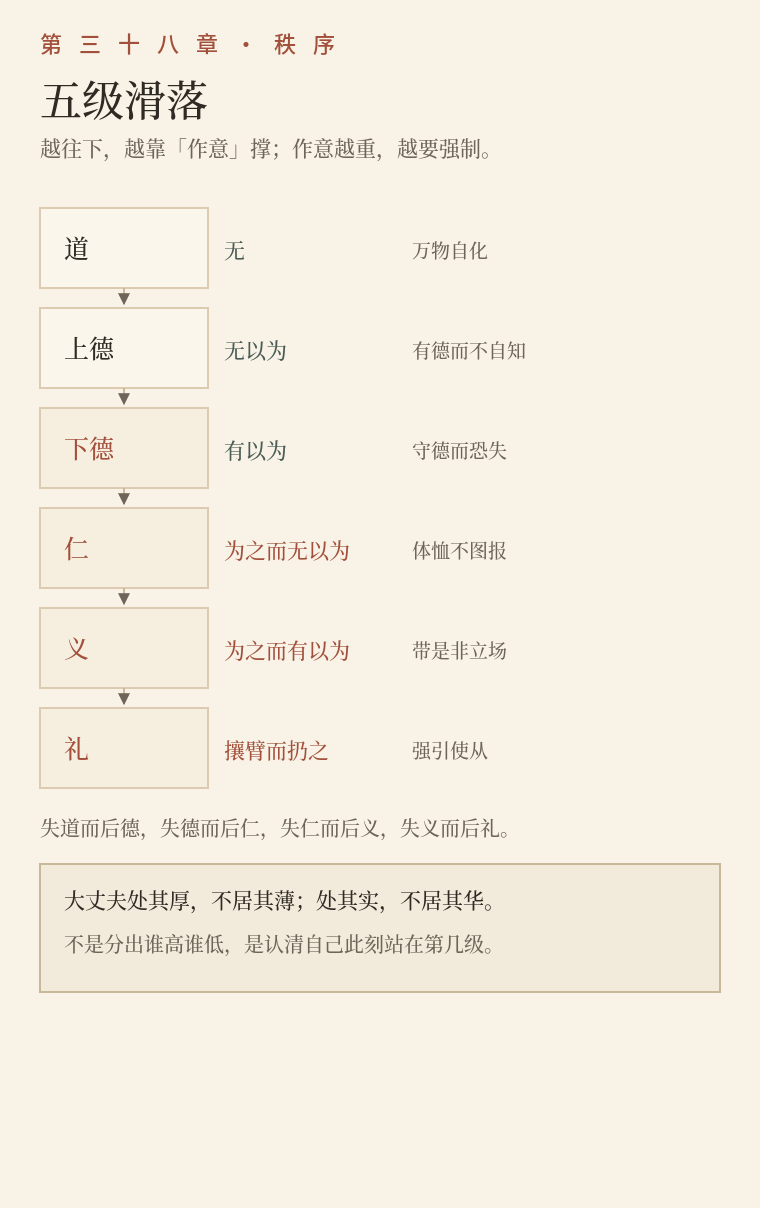 第三十八章·秩序
五级滑落
越往下，越靠「作意」撑；作意越重，越要强制。
道 无 万物自化
上德 无以为 有德而不自知
下德 有以为 守德而恐失
仁 为之而无以为 体恤不图报
义 为之而有以为 带是非立场
礼 攘臂而扔之 强引使从
失道而后德，失德而后仁，失仁而后义，失义而后礼。
大丈夫处其厚，不居其薄；处其实，不居其华。
不是分出谁高谁低，是认清自己此刻站在第几级。